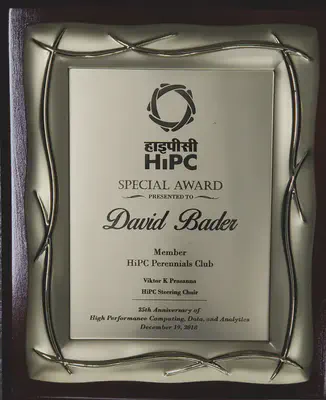 हाइपीसी
HiPC
SPECIAL AWARD
PRESENTED TO
David Bader
Member
HiPC Perennials Club
Viktor K Prasanna
HiPC Steering Chair
25th Anniversary of
High Performance Computing, Data, and Analytics
December 19, 2018